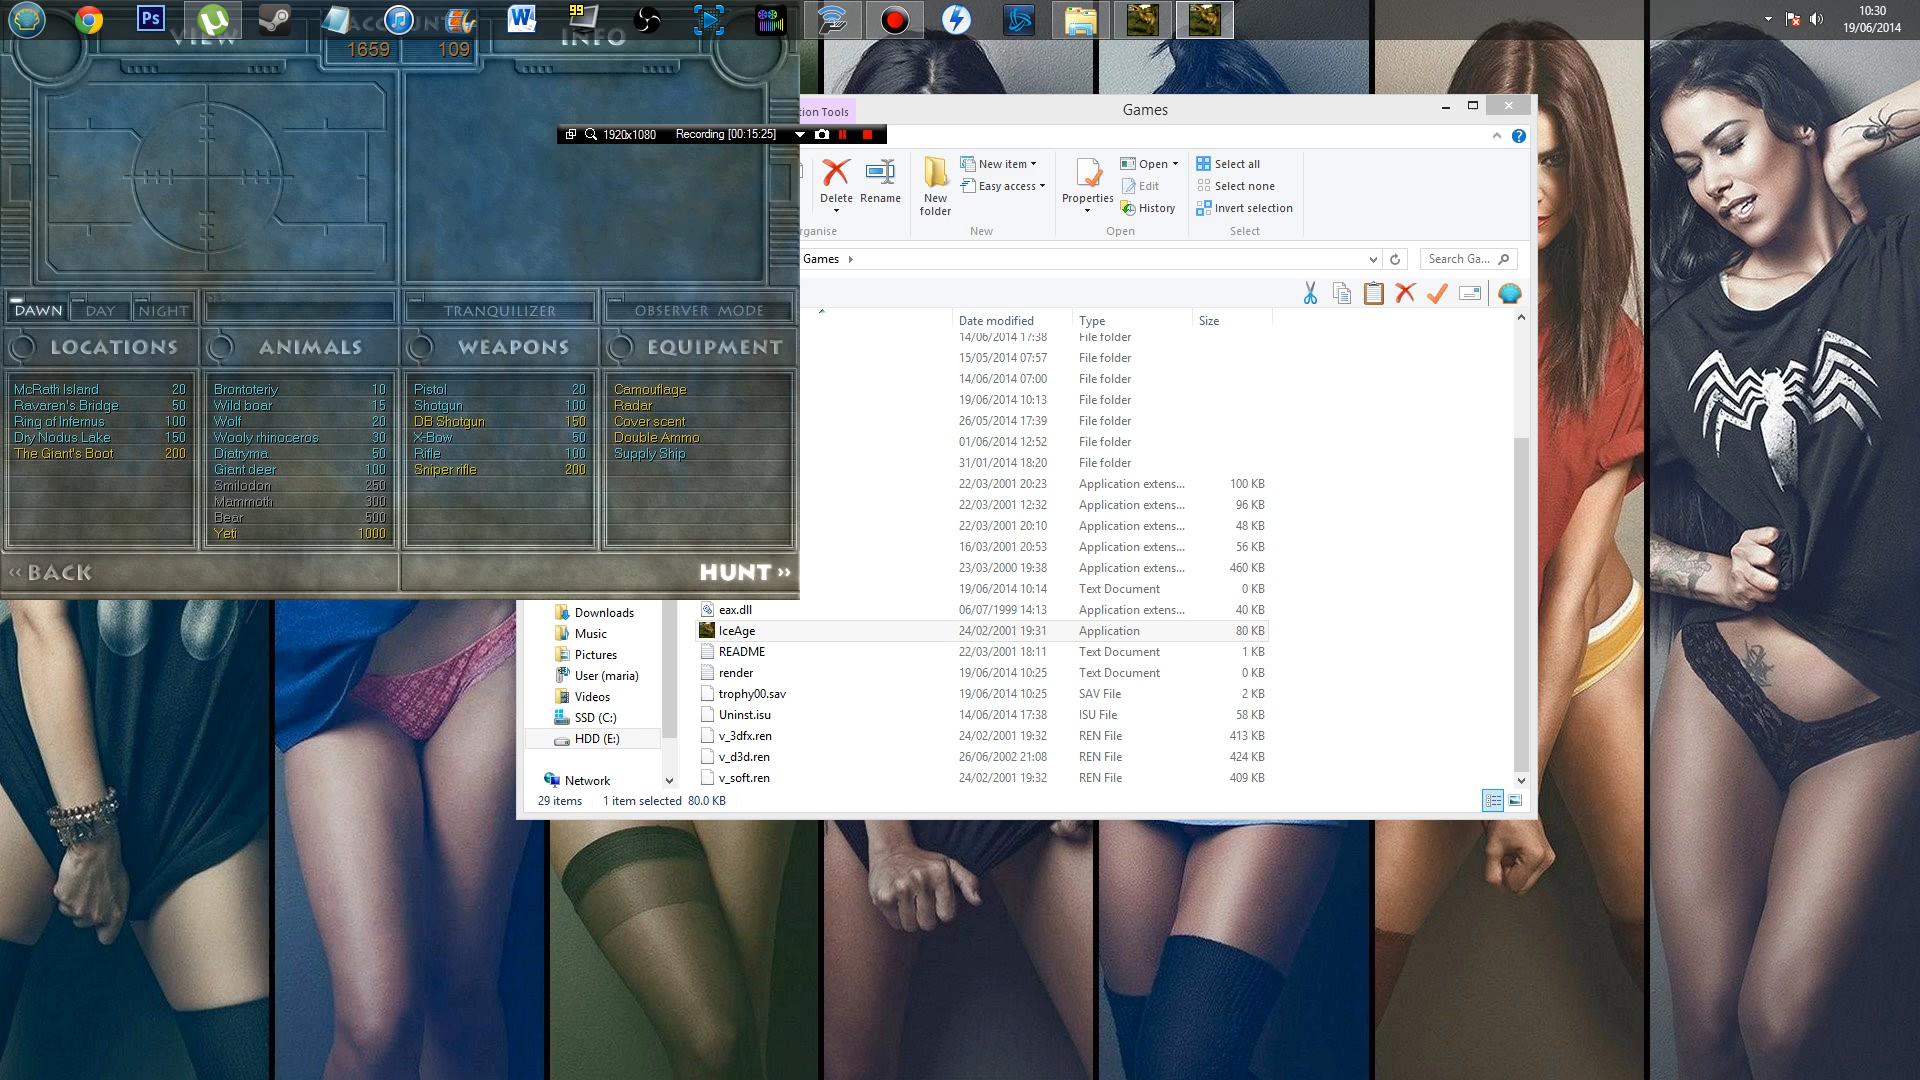 Ps
99
W
10:30
19/06/2014
VIEW
ACCOUNT
INFO
1659 109
1920x1080 Recording [00:15:25]
tion Tools
Games
Delete
Rename
New folder
New item
Easy access
Properties
Open
Edit
History
Select all
Select none
Invert selection
rganise
New
Open
Select
Games
Search Ga...
Date modified Type Size
14/06/2014 17:38 File folder
15/05/2014 07:57 File folder
14/06/2014 07:00 File folder
19/06/2014 10:13 File folder
26/05/2014 17:39 File folder
01/06/2014 12:52 File folder
31/01/2014 18:20 File folder
22/03/2001 20:23 Application extens... 100 KB
22/03/2001 12:32 Application extens... 96 KB
22/03/2001 20:10 Application extens... 48 KB
16/03/2001 20:53 Application extens... 56 KB
23/03/2000 19:38 Application extens... 460 KB
19/06/2014 10:14 Text Document 0 KB
eax.dll 06/07/1999 14:13 Application extens... 40 KB
IceAge 24/02/2001 19:31 Application 80 KB
README 22/03/2001 18:11 Text Document 1 KB
render 19/06/2014 10:25 Text Document 0 KB
trophy00.sav 19/06/2014 10:25 SAV File 2 KB
Uninst.isu 14/06/2014 17:38 ISU File 58 KB
v_3dfx.ren 24/02/2001 19:32 REN File 413 KB
v_d3d.ren 26/06/2002 21:08 REN File 424 KB
v_soft.ren 24/02/2001 19:32 REN File 409 KB
Downloads
Music
Pictures
User (maria)
Videos
SSD (C:)
HDD (E:)
Network
29 items 1 item selected 80.0 KB
DAWN DAY NIGHT
TRANQUILIZER
OBSERVER MODE
LOCATIONS
McRath Island 20
Ravaren's Bridge 50
Ring of Infernus 100
Dry Nodus Lake 150
The Giant's Boot 200
ANIMALS
Brontoteriy 10
Wild boar 15
Wolf 20
Wooly rhinoceros 30
Diatryma 50
Giant deer 100
Smilodon 250
Mammoth 300
Bear 500
Yeti 1000
WEAPONS
Pistol 20
Shotgun 100
DB Shotgun 150
X-Bow 50
Rifle 100
Sniper rifle 200
EQUIPMENT
Camouflage
Radar
Cover scent
Double Ammo
Supply Ship
‹‹ BACK
HUNT ››